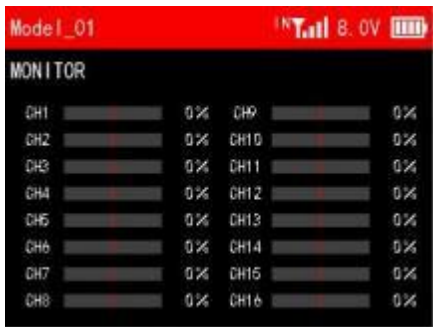 Model_01 IN 8.0V
MONITOR
CH1 0% CH9 0%
CH2 0% CH10 0%
CH3 0% CH11 0%
CH4 0% CH12 0%
CH5 0% CH13 0%
CH6 0% CH14 0%
CH7 0% CH15 0%
CH8 0% CH16 0%